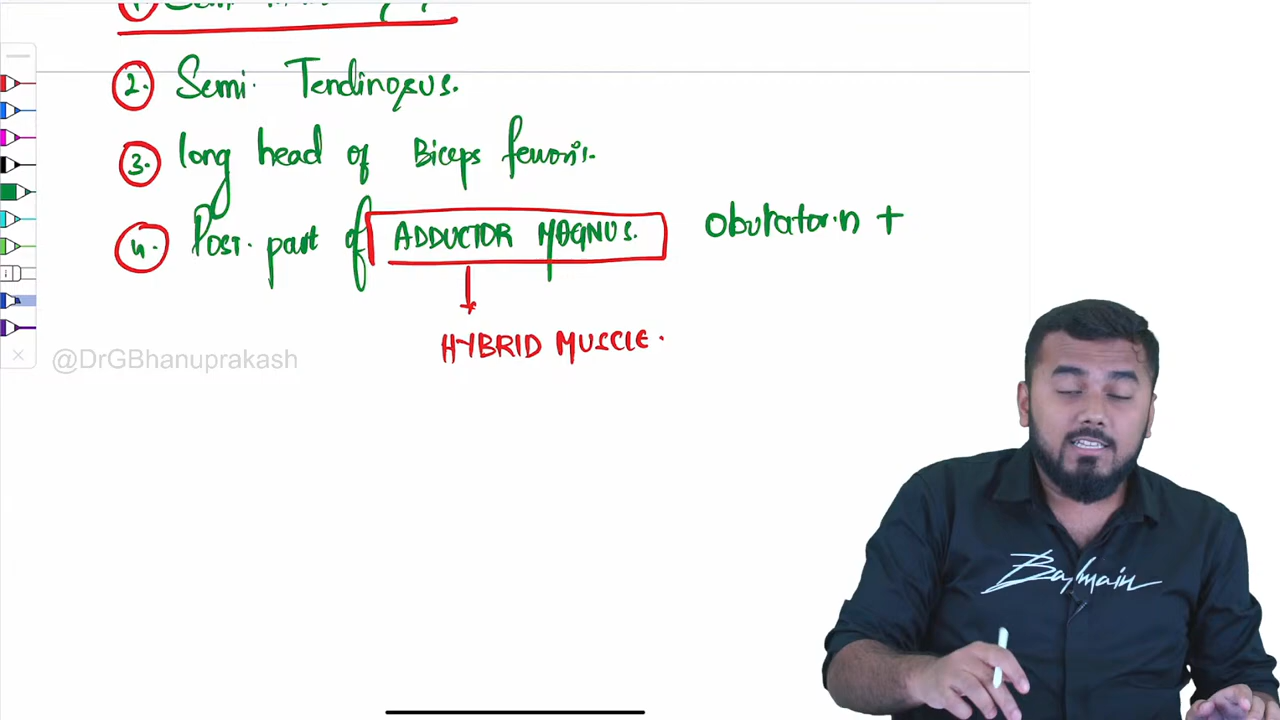 2. Semi. Tendinosus.
3. long head of Biceps femoris.
4. Post. part of ADDUCTOR MAGNUS. oburator.n +
HYBRID MUSCLE.
@DrGBhanuprakash
Balmain